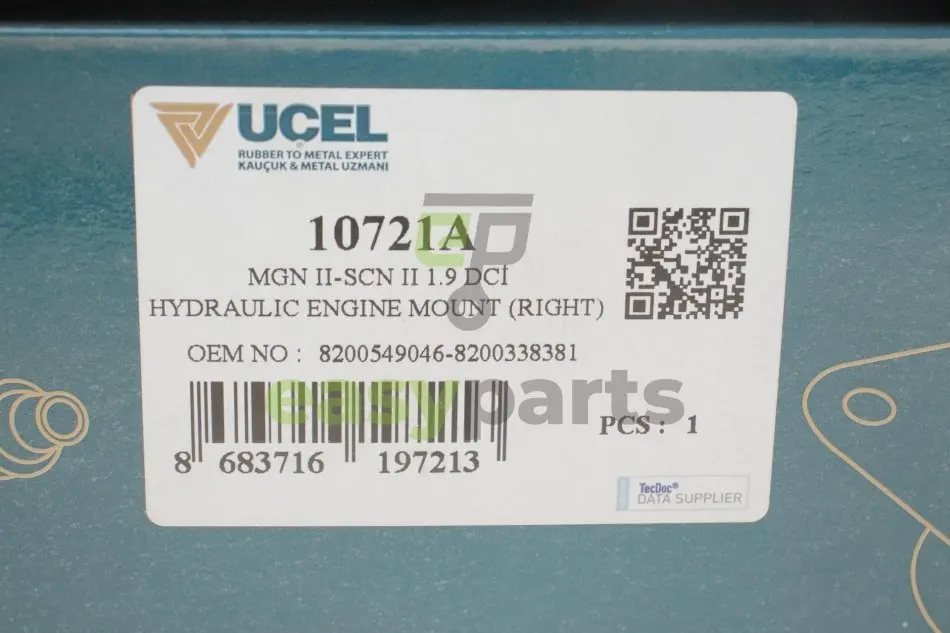 UÇEL
®
RUBBER TO METAL EXPERT
KAUÇUK & METAL UZMANI
10721A
MGN II-SCN II 1.9 DCİ
HYDRAULIC ENGINE MOUNT (RIGHT)
OEM NO : 8200549046-8200338381
easyparts
PCS : 1
8 683716 197213
TecDoc®
DATA SUPPLIER